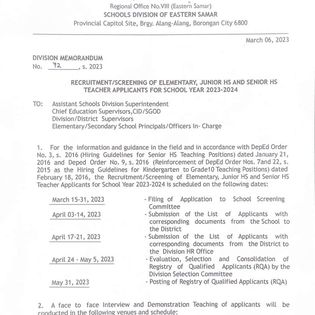 Regional Office No.VIII (Eastern Samar)
SCHOOLS DIVISION OF EASTERN SAMAR
Provincial Capitol Site, Brgy. Alang-Alang, Borongan City 6800
March 06, 2023
DIVISION MEMORANDUM
No. 92, s. 2023
RECRUITMENT/SCREENING OF ELEMENTARY, JUNIOR HS AND SENIOR HS
TEACHER APPLICANTS FOR SCHOOL YEAR 2023-2024
TO: Assistant Schools Division Superintendent
Chief Education Supervisors,CID/SGOD
Division/District Supervisors
Elementary/Secondary School Principals/Officers In- Charge
1. For the information and guidance in the field and in accordance with DepEd Order
No. 3, s. 2016 (Hiring Guidelines for Senior HS Teaching Positions) dated January 21,
2016 and DepEd Order No. 9, s. 2016 (Reinforcement of DepEd Order Nos. 7and 22, s.
2015 as the Hiring Guidelines for Kindergarten to Grade10 Teaching Positions) dated
February 18, 2016, the Recruitment/Screening of Elementary, Junior HS and Senior HS
Teacher Applicants for School Year 2023-2024 is scheduled on the following dates:
March 15-31, 2023 - Filing of Application to School Screening
Committee
April 03-14, 2023 - Submission of the List of Applicants with
corresponding documents from the School to
the District
April 17-21, 2023 - Submission of the List of Applicants with
corresponding documents from the District to
the Division HR Office
April 24 - May 5, 2023 - Evaluation, Selection and Consolidation of
Registry of Qualified Applicants (RQA) by the
Division Selection Committee
May 31, 2023 - Posting of Registry of Qualified Applicants (RQA)
2. A face to face Interview and Demonstration Teaching of applicants will be
conducted in the following venues and schedule: